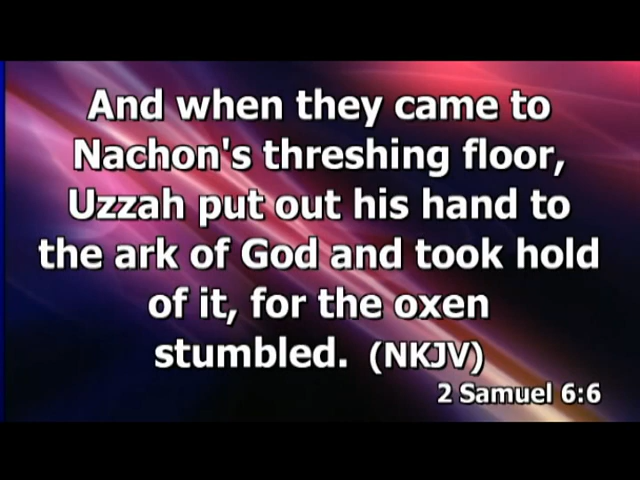 And when they came to
Nachon's threshing floor,
Uzzah put out his hand to
the ark of God and took hold
of it, for the oxen
stumbled. (NKJV)
2 Samuel 6:6